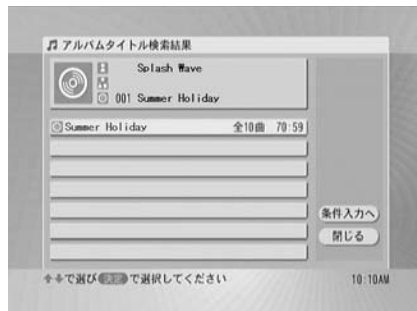 アルバムタイトル検索結果
Splash Wave
001 Summer Holiday
Summer Holiday 全10曲 70:59
条件入力へ
閉じる
で選び 決定 で選択してください
10:10AM